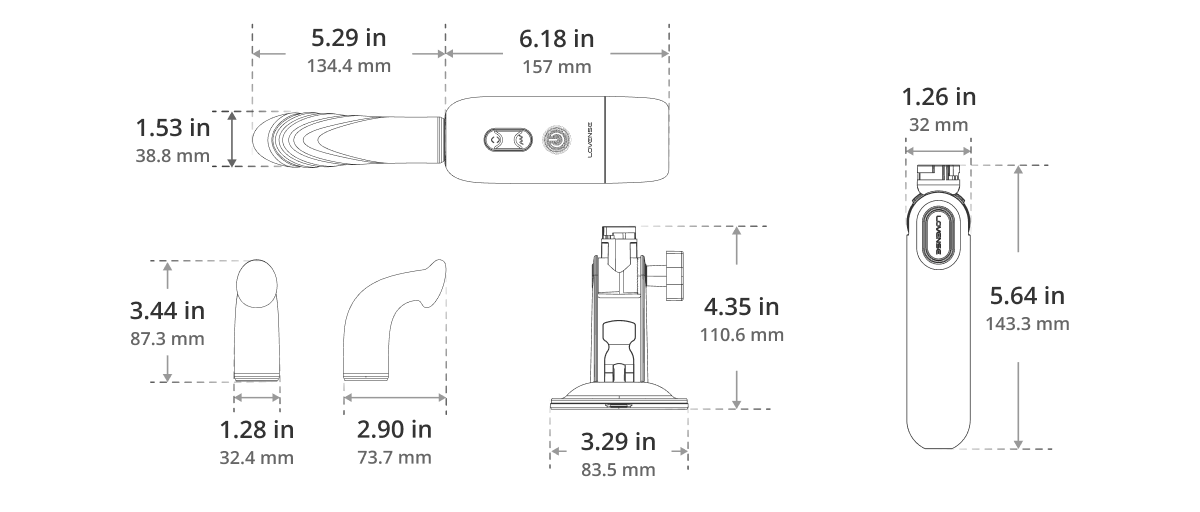 5.29 in
134.4 mm
6.18 in
157 mm
1.53 in
38.8 mm
LOVENSE
1.26 in
32 mm
LOVENSE
5.64 in
143.3 mm
3.44 in
87.3 mm
1.28 in
32.4 mm
2.90 in
73.7 mm
4.35 in
110.6 mm
3.29 in
83.5 mm